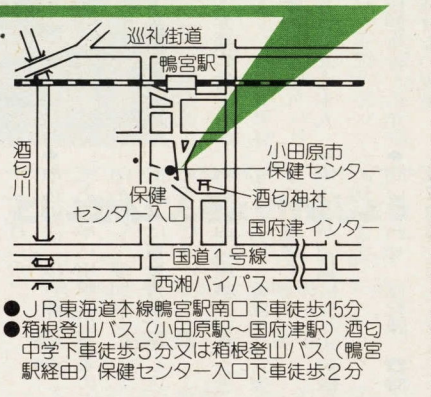 巡礼街道
鴨宮駅
酒匂川
小田原市
保健センター
保健
センター入口
酒匂神社
国府津インター
国道1号線
西湘バイパス
●JR東海道本線鴨宮駅南口下車徒歩15分
●箱根登山バス(小田原駅〜国府津駅)酒匂
中学下車徒歩5分又は箱根登山バス(鴨宮
駅経由)保健センター入口下車徒歩2分